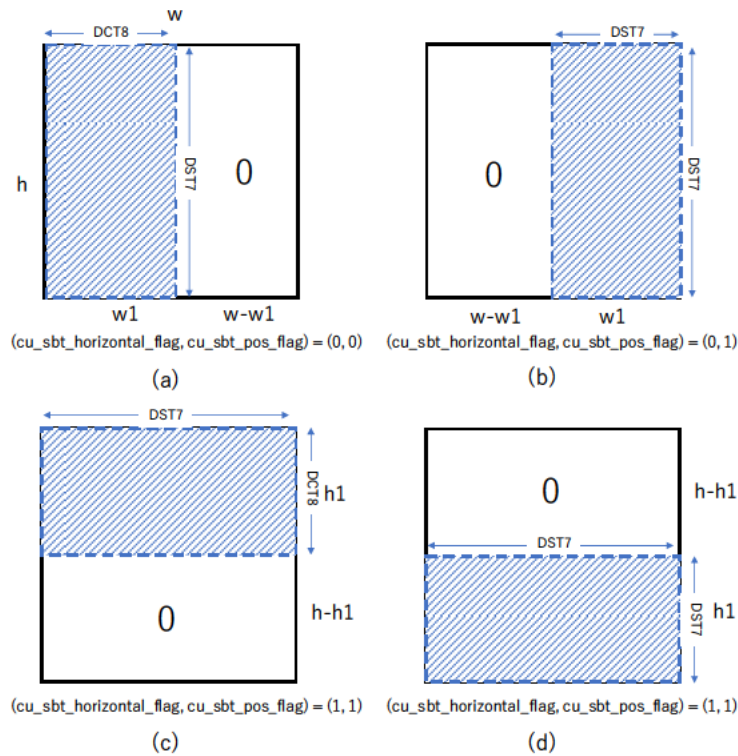 w
DCT8
DST7
h
0
DST7
w1
w-w1
(cu_sbt_horizontal_flag, cu_sbt_pos_flag) = (0, 0)
(a)
DST7
0
DST7
w-w1
w1
(cu_sbt_horizontal_flag, cu_sbt_pos_flag) = (0, 1)
(b)
DST7
DCT8
h1
0
h-h1
(cu_sbt_horizontal_flag, cu_sbt_pos_flag) = (1, 1)
(c)
0
h-h1
DST7
DST7
h1
(cu_sbt_horizontal_flag, cu_sbt_pos_flag) = (1, 1)
(d)